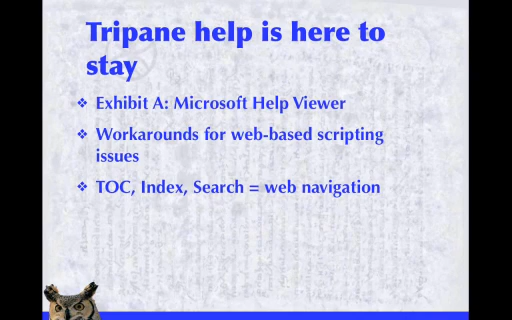 Tripane help is here to
stay
❖ Exhibit A: Microsoft Help Viewer
❖ Workarounds for web-based scripting
issues
❖ TOC, Index, Search = web navigation